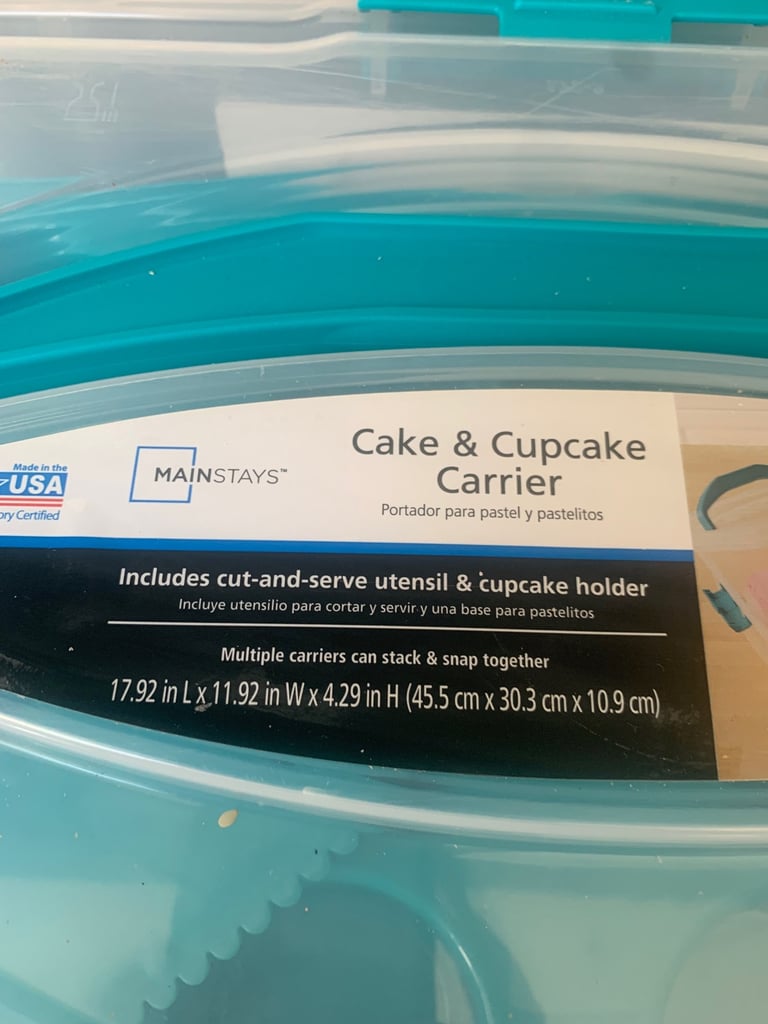 Made in the
USA
Certified
MAINSTAYS™
Cake & Cupcake
Carrier
Portador para pastel y pastelitos
Includes cut-and-serve utensil & cupcake holder
Incluye utensilio para cortar y servir y una base para pastelitos
Multiple carriers can stack & snap together
17.92 in L x 11.92 in W x 4.29 in H (45.5 cm x 30.3 cm x 10.9 cm)